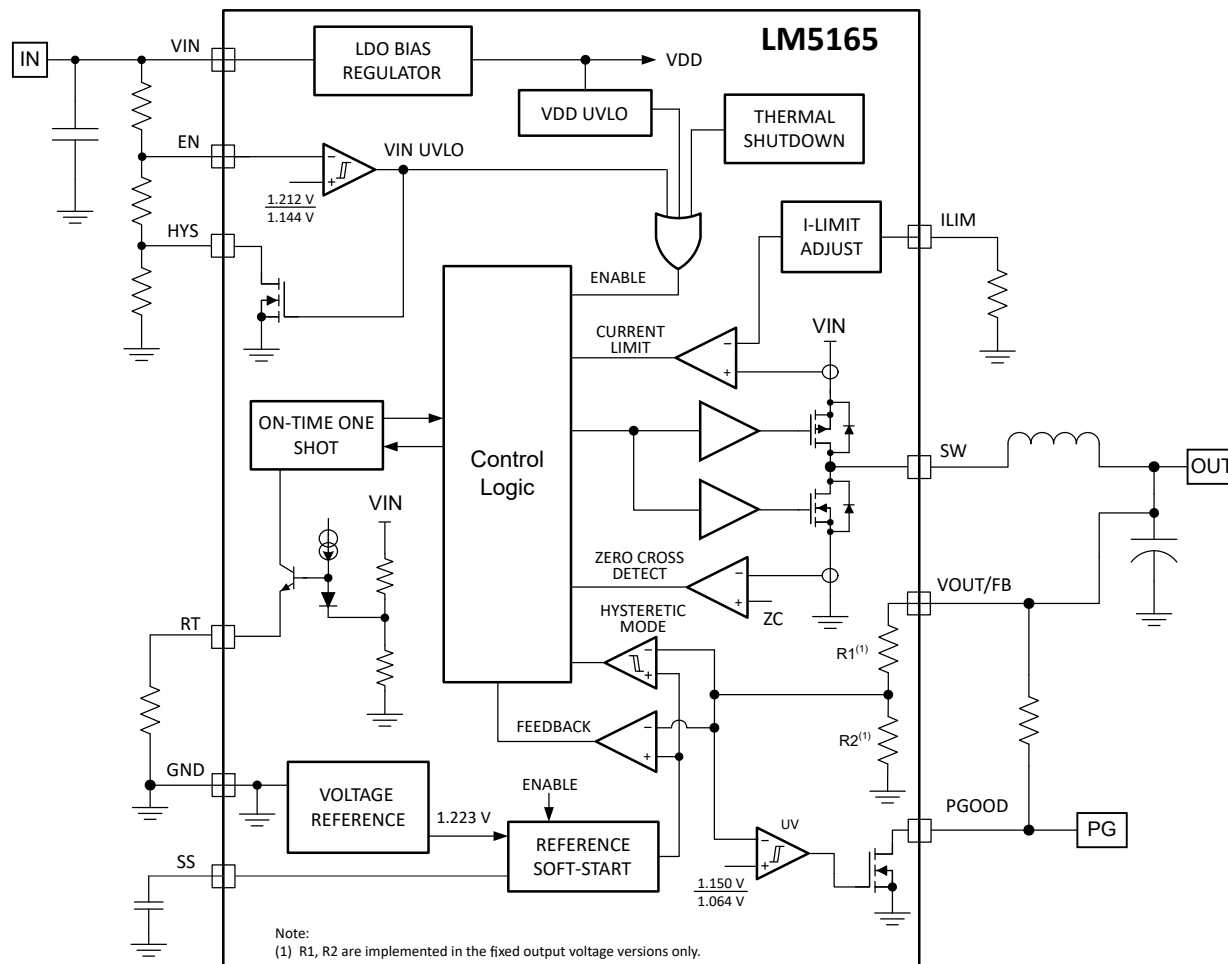 LM5165
IN
VIN
LDO BIAS
REGULATOR
VDD
VDD UVLO
THERMAL
SHUTDOWN
EN
VIN UVLO
1.212 V
1.144 V
HYS
I-LIMIT
ADJUST
ILIM
ENABLE
CURRENT
LIMIT
VIN
ON-TIME ONE
SHOT
Control
Logic
SW
OUT
VIN
ZERO CROSS
DETECT
ZC
VOUT/FB
HYSTERETIC
MODE
RT
R1(1)
FEEDBACK
R2(1)
GND
VOLTAGE
REFERENCE
1.223 V
ENABLE
REFERENCE
SOFT-START
UV
1.150 V
1.064 V
PGOOD
PG
SS
Note:
(1) R1, R2 are implemented in the fixed output voltage versions only.